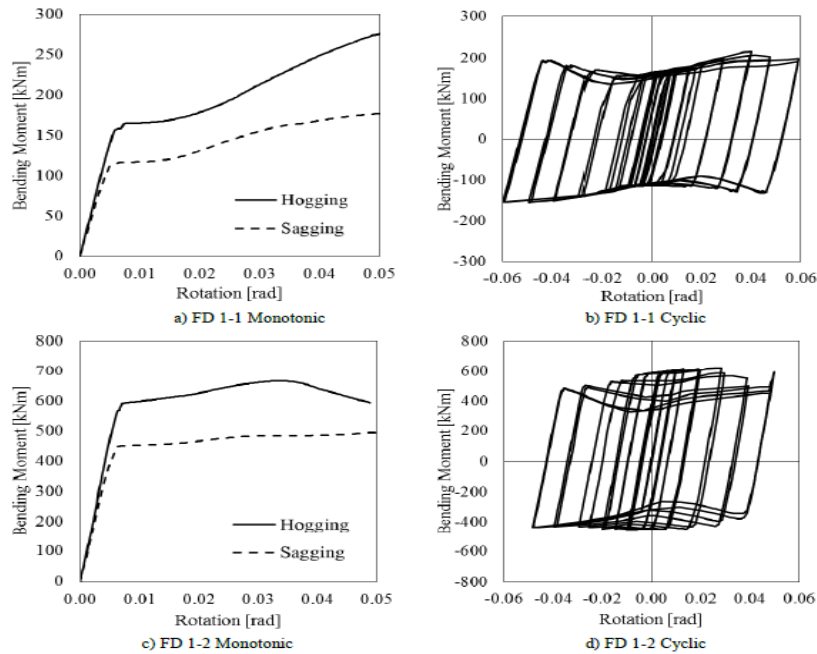 300
250
200
150
100
50
0
Bending Moment [kNm]
Hogging
Sagging
0.00 0.01 0.02 0.03 0.04 0.05
Rotation [rad]
a) FD 1-1 Monotonic
300
200
100
0
-100
-200
-300
Bending Moment [kNm]
-0.06 -0.04 -0.02 0.00 0.02 0.04 0.06
Rotation [rad]
b) FD 1-1 Cyclic
800
700
600
500
400
300
200
100
0
Bending Moment [kNm]
Hogging
Sagging
0.00 0.01 0.02 0.03 0.04 0.05
Rotation [rad]
c) FD 1-2 Monotonic
800
600
400
200
0
-200
-400
-600
-800
Bending Moment [kNm]
-0.06 -0.04 -0.02 0.00 0.02 0.04 0.06
Rotation [rad]
d) FD 1-2 Cyclic